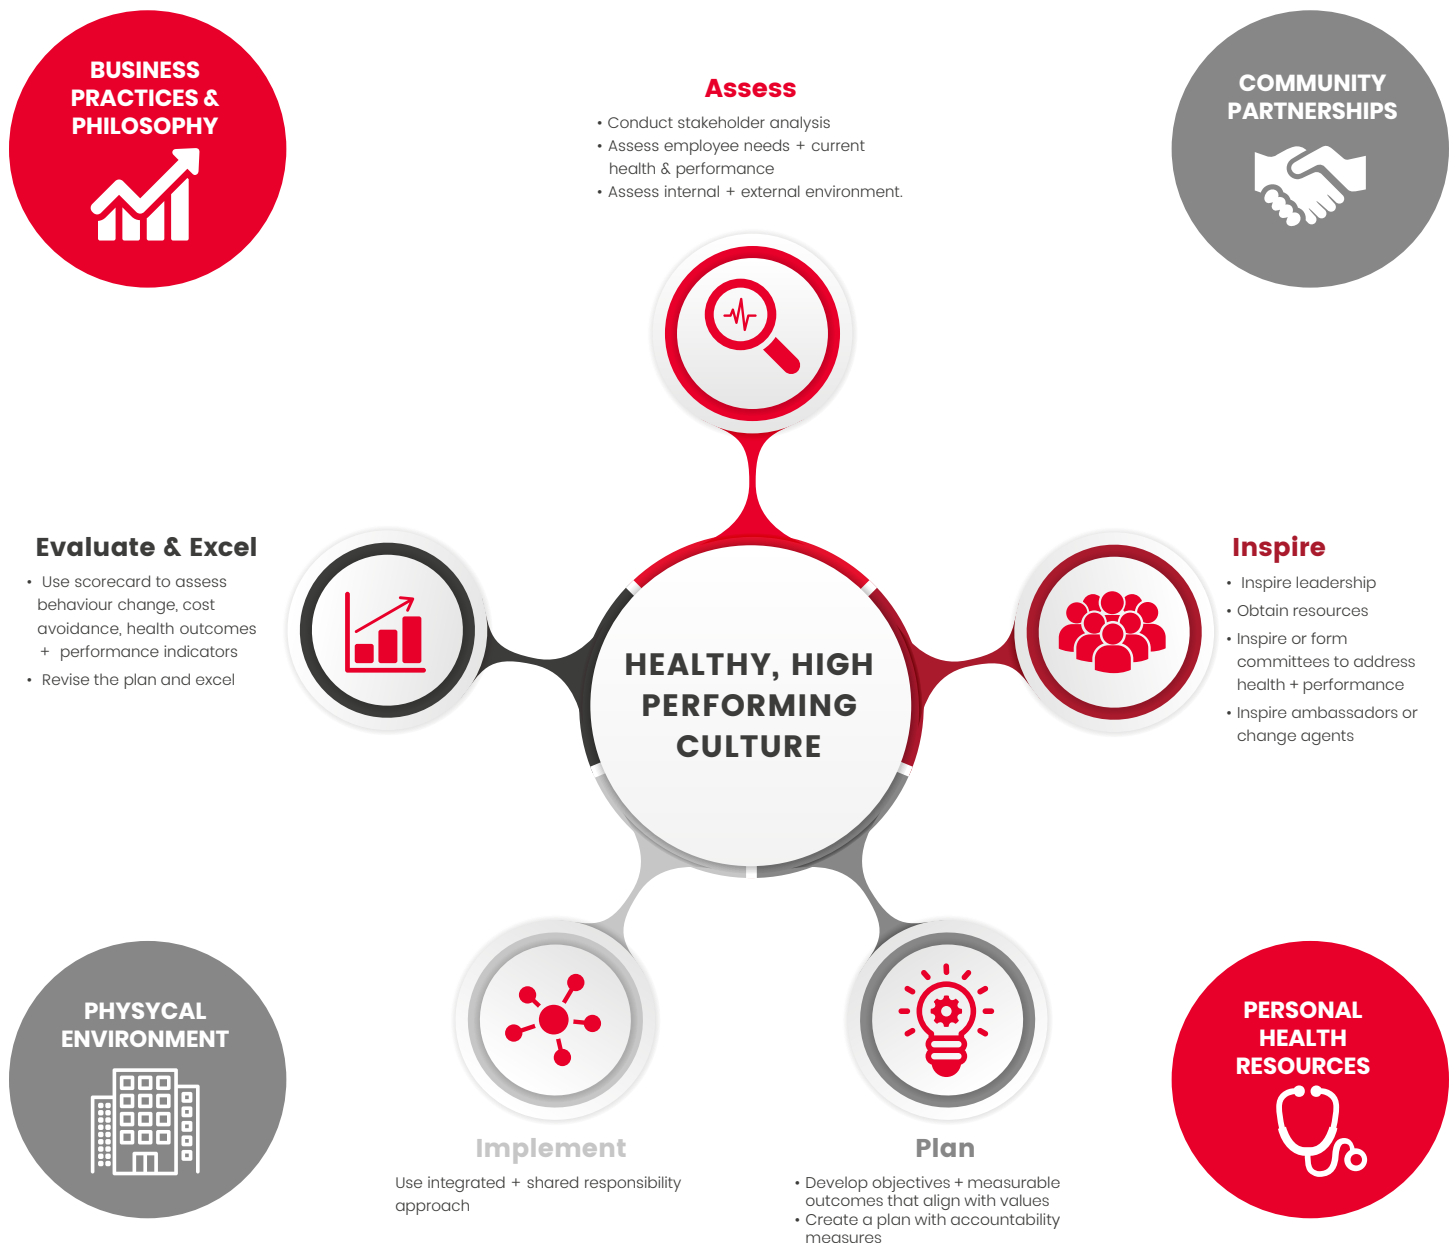 BUSINESS
PRACTICES &
PHILOSOPHY
COMMUNITY
PARTNERSHIPS
Assess
• Conduct stakeholder analysis
• Assess employee needs + current
health & performance
• Assess internal + external environment.
Evaluate & Excel
• Use scorecard to assess
behaviour change, cost
avoidance, health outcomes
+ performance indicators
• Revise the plan and excel
HEALTHY, HIGH
PERFORMING
CULTURE
Inspire
• Inspire leadership
• Obtain resources
• Inspire or form
committees to address
health + performance
• Inspire ambassadors or
change agents
PHYSYCAL
ENVIRONMENT
Implement
Use integrated + shared responsibility
approach
Plan
• Develop objectives + measurable
outcomes that align with values
• Create a plan with accountability
measures
PERSONAL
HEALTH
RESOURCES